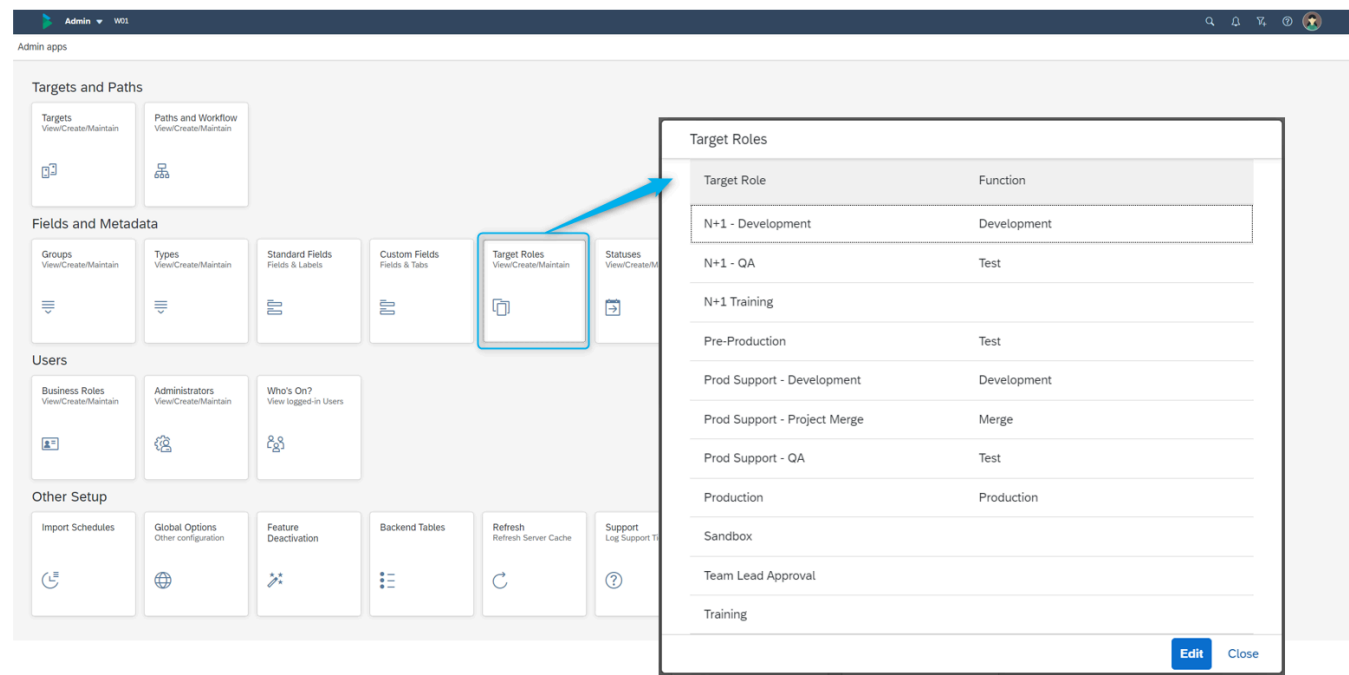 Admin W01
Admin apps
Targets and Paths
Targets
View/Create/Maintain
Paths and Workflow
View/Create/Maintain
Fields and Metadata
Groups
View/Create/Maintain
Types
View/Create/Maintain
Standard Fields
Fields & Labels
Custom Fields
Fields & Tabs
Target Roles
View/Create/Maintain
Statuses
View/Create/M
Users
Business Roles
View/Create/Maintain
Administrators
View/Create/Maintain
Who's On?
View logged-in Users
Other Setup
Import Schedules
Global Options
Other configuration
Feature
Deactivation
Backend Tables
Refresh
Refresh Server Cache
Support
Log Support Ti
Target Roles
Target Role Function
N+1 - Development Development
N+1 - QA Test
N+1 Training
Pre-Production Test
Prod Support - Development Development
Prod Support - Project Merge Merge
Prod Support - QA Test
Production Production
Sandbox
Team Lead Approval
Training
Edit Close